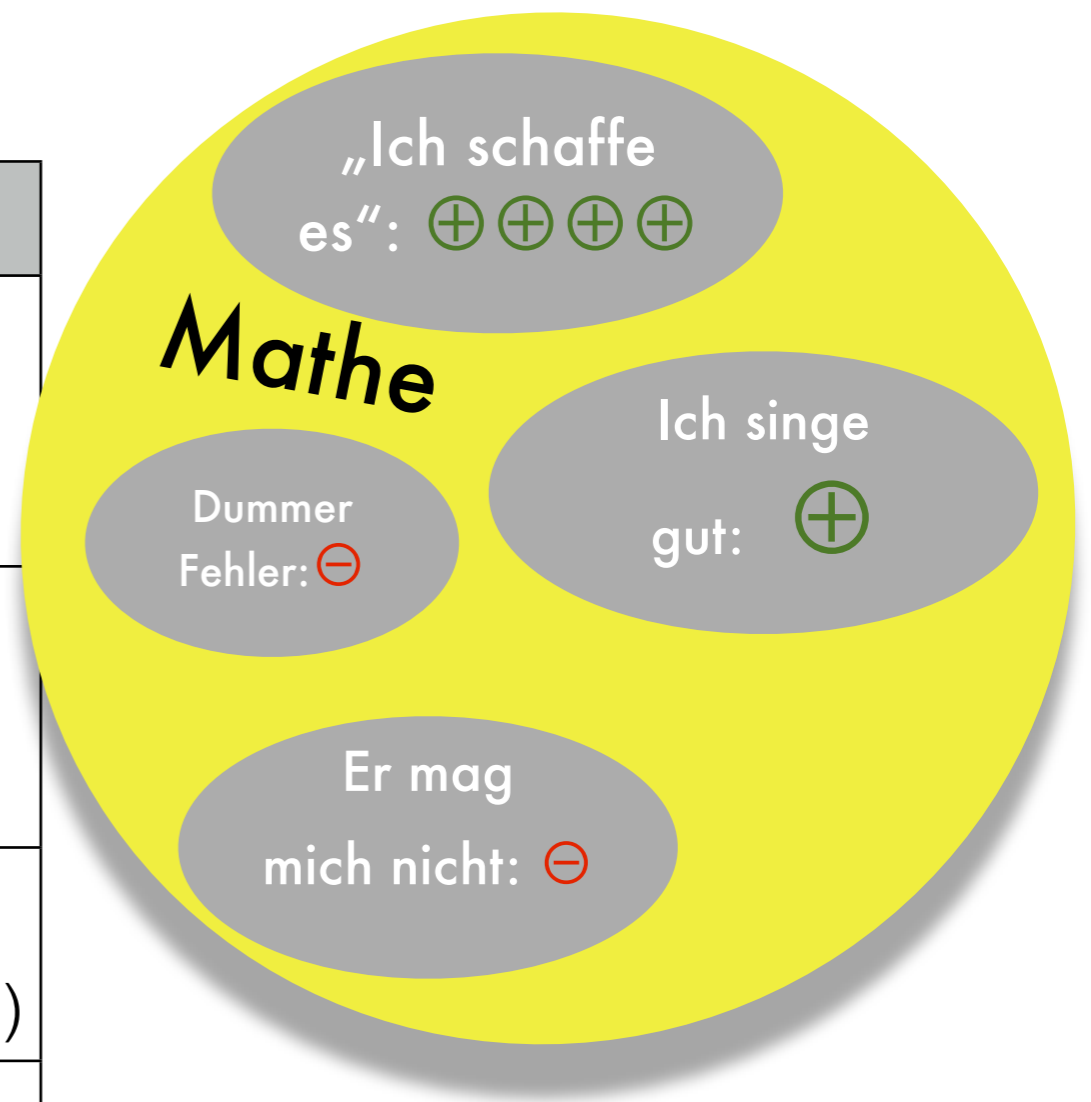 „Ich schaffe
es“: ⊕⊕⊕⊕
Mathe
Ich singe
gut: ⊕
Dummer
Fehler: ⊖
Er mag
mich nicht: ⊖
)